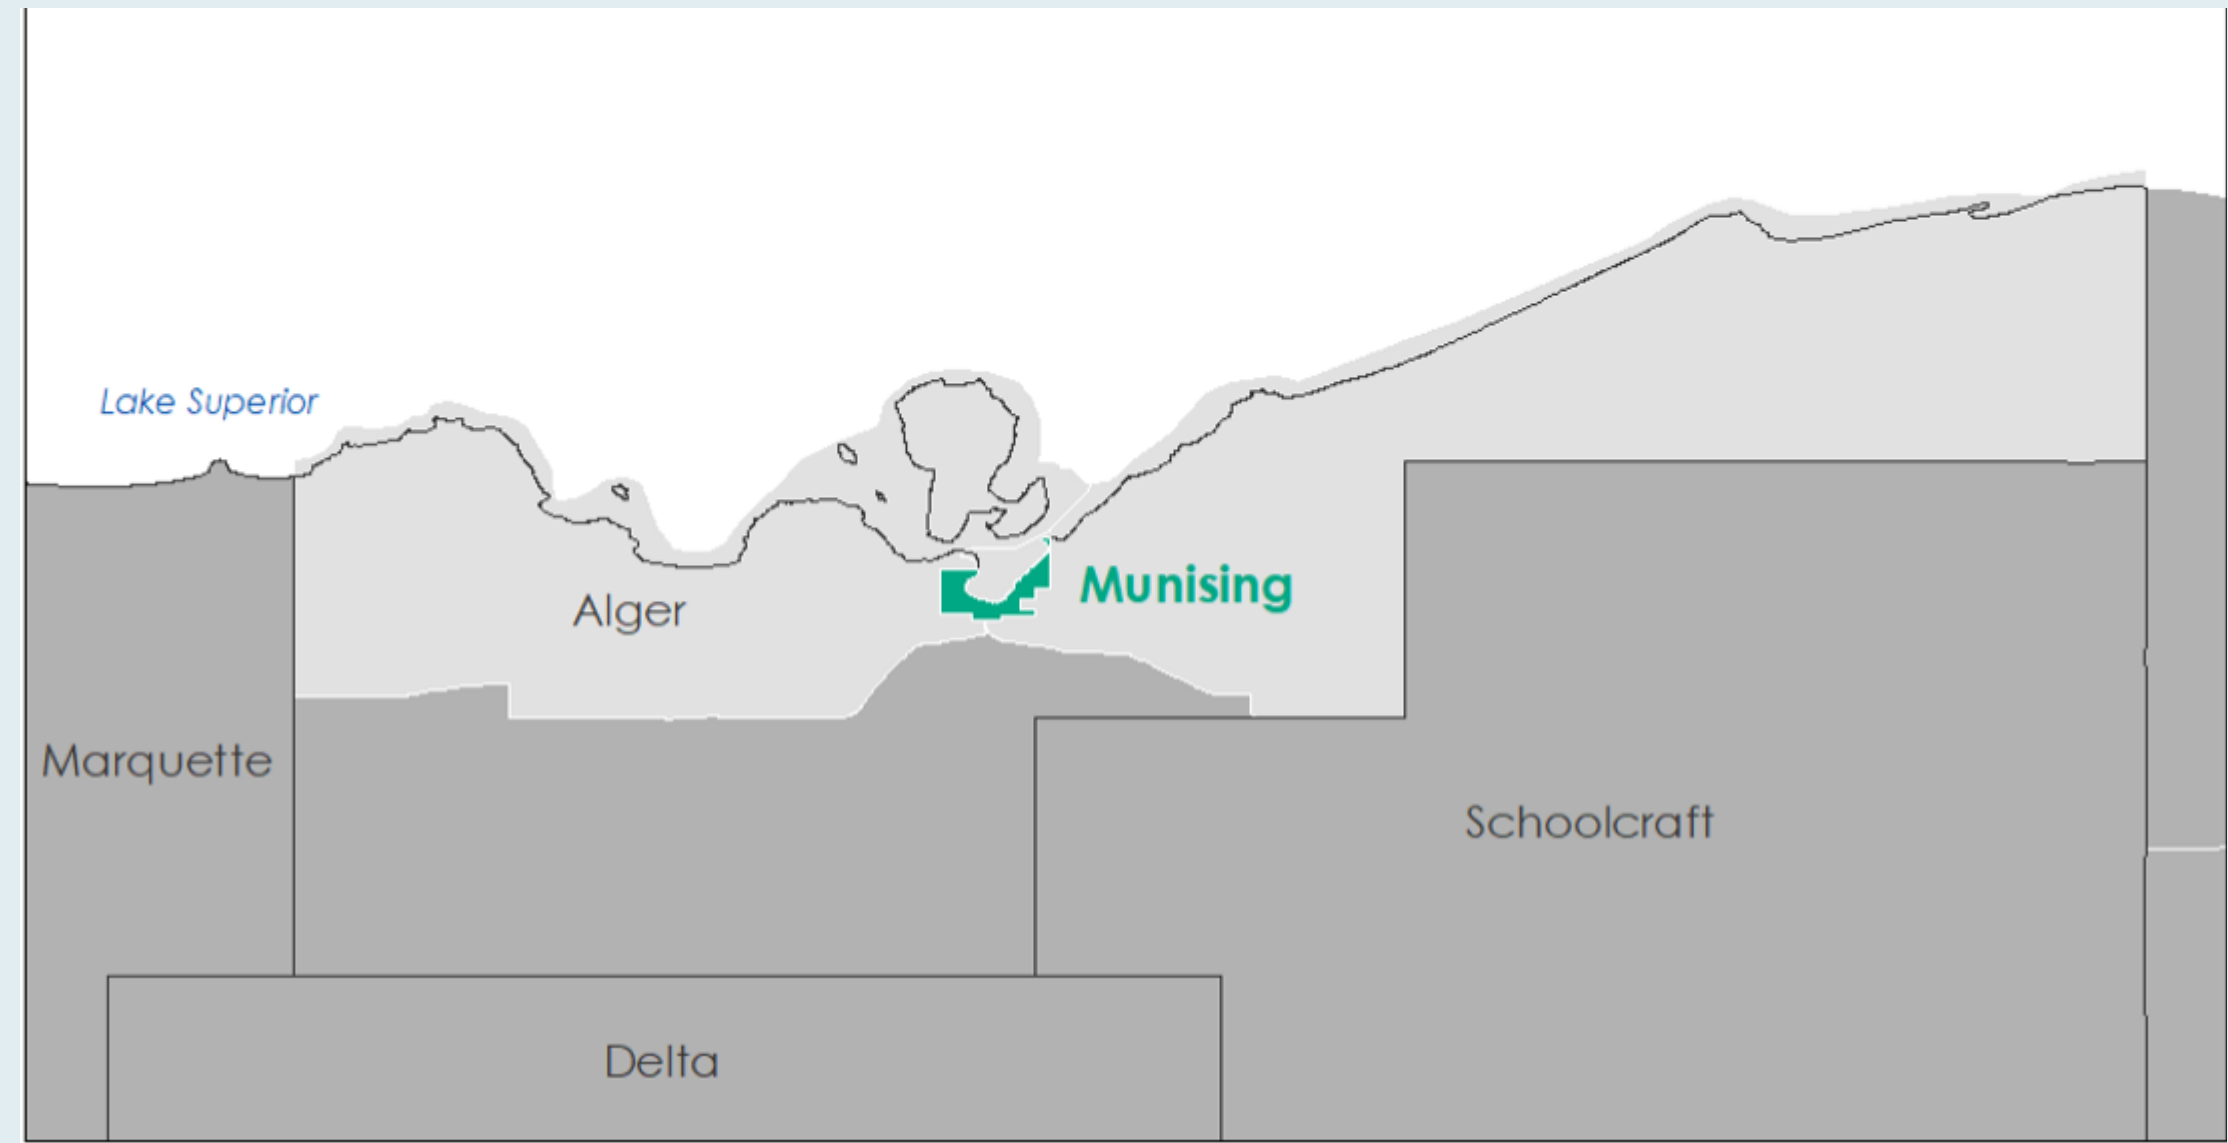 Lake Superior
Munising
Alger
Marquette
Schoolcraft
Delta